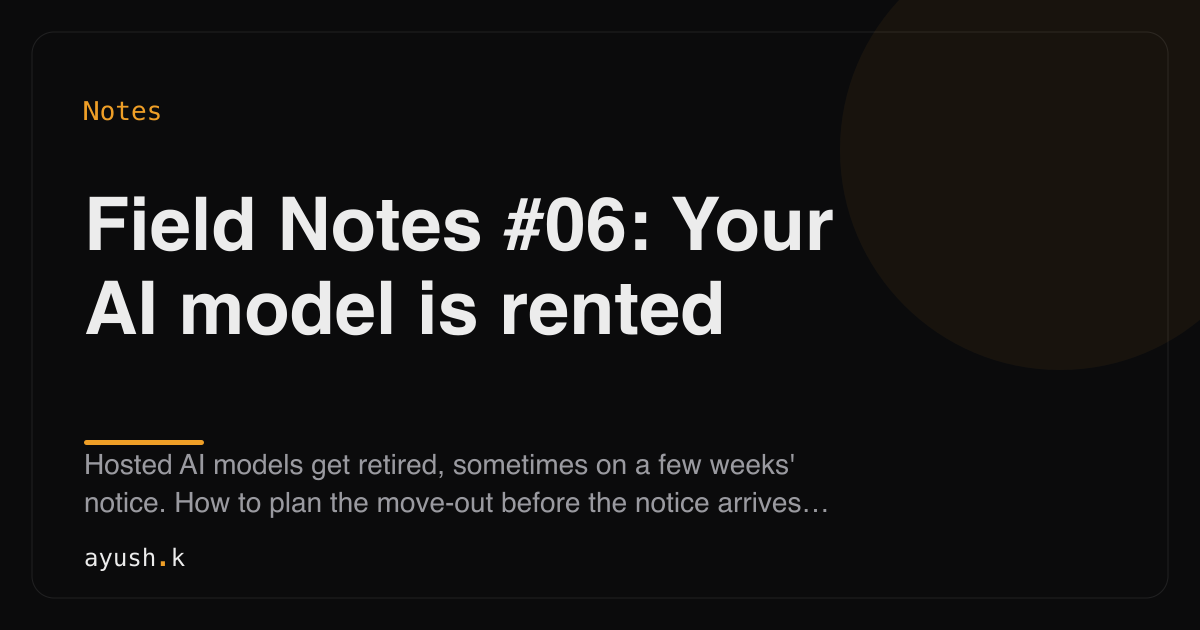 Notes
Field Notes #06: Your
AI model is rented
Hosted AI models get retired, sometimes on a few weeks'
notice. How to plan the move-out before the notice arrives…
ayush.k